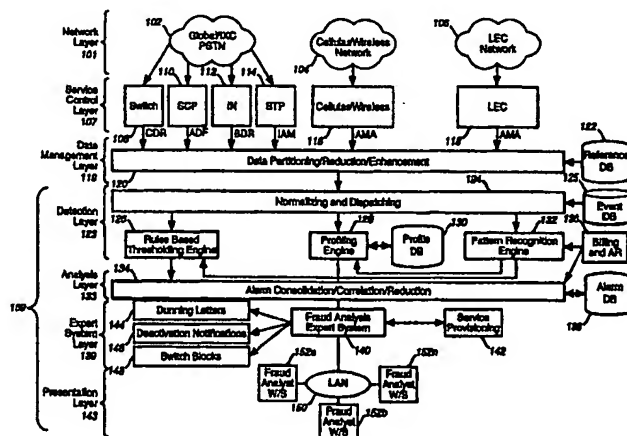 Network
Layer
101
102
Global/IXC
PSTN
104
Cellular/Wireless
Network
106
LEC
Network
Service
Control
Layer
107
108
Switch
110
SCP
112
IN
114
STP
116
Cellular/Wireless
118
LEC
CDR
ADF
BDR
IAM
AMA
AMA
Data
Management
Layer
119
120
Data Partitioning/Reduction/Enhancement
122
Reference
DB
Detection
Layer
123
124
Normalizing and Dispatching
125
Event
DB
126
Rules Based
Thresholding Engine
128
Profiling
Engine
130
Profile
DB
132
Pattern Recognition
Engine
Billing
and AR
Analysis
Layer
133
134
Alarm Consolidation/Correlation/Reduction
Alarm
DB
138
159
Expert
System
Layer
139
144
Dunning Letters
146
Deactivation Notifications
148
Switch Blocks
Fraud Analysis
Expert System
140
Service
Provisioning
142
Presentation
Layer
143
152a
Fraud
Analyst
W/S
LAN
150
152n
Fraud
Analyst
W/S
Fraud
Analyst
W/S
152b